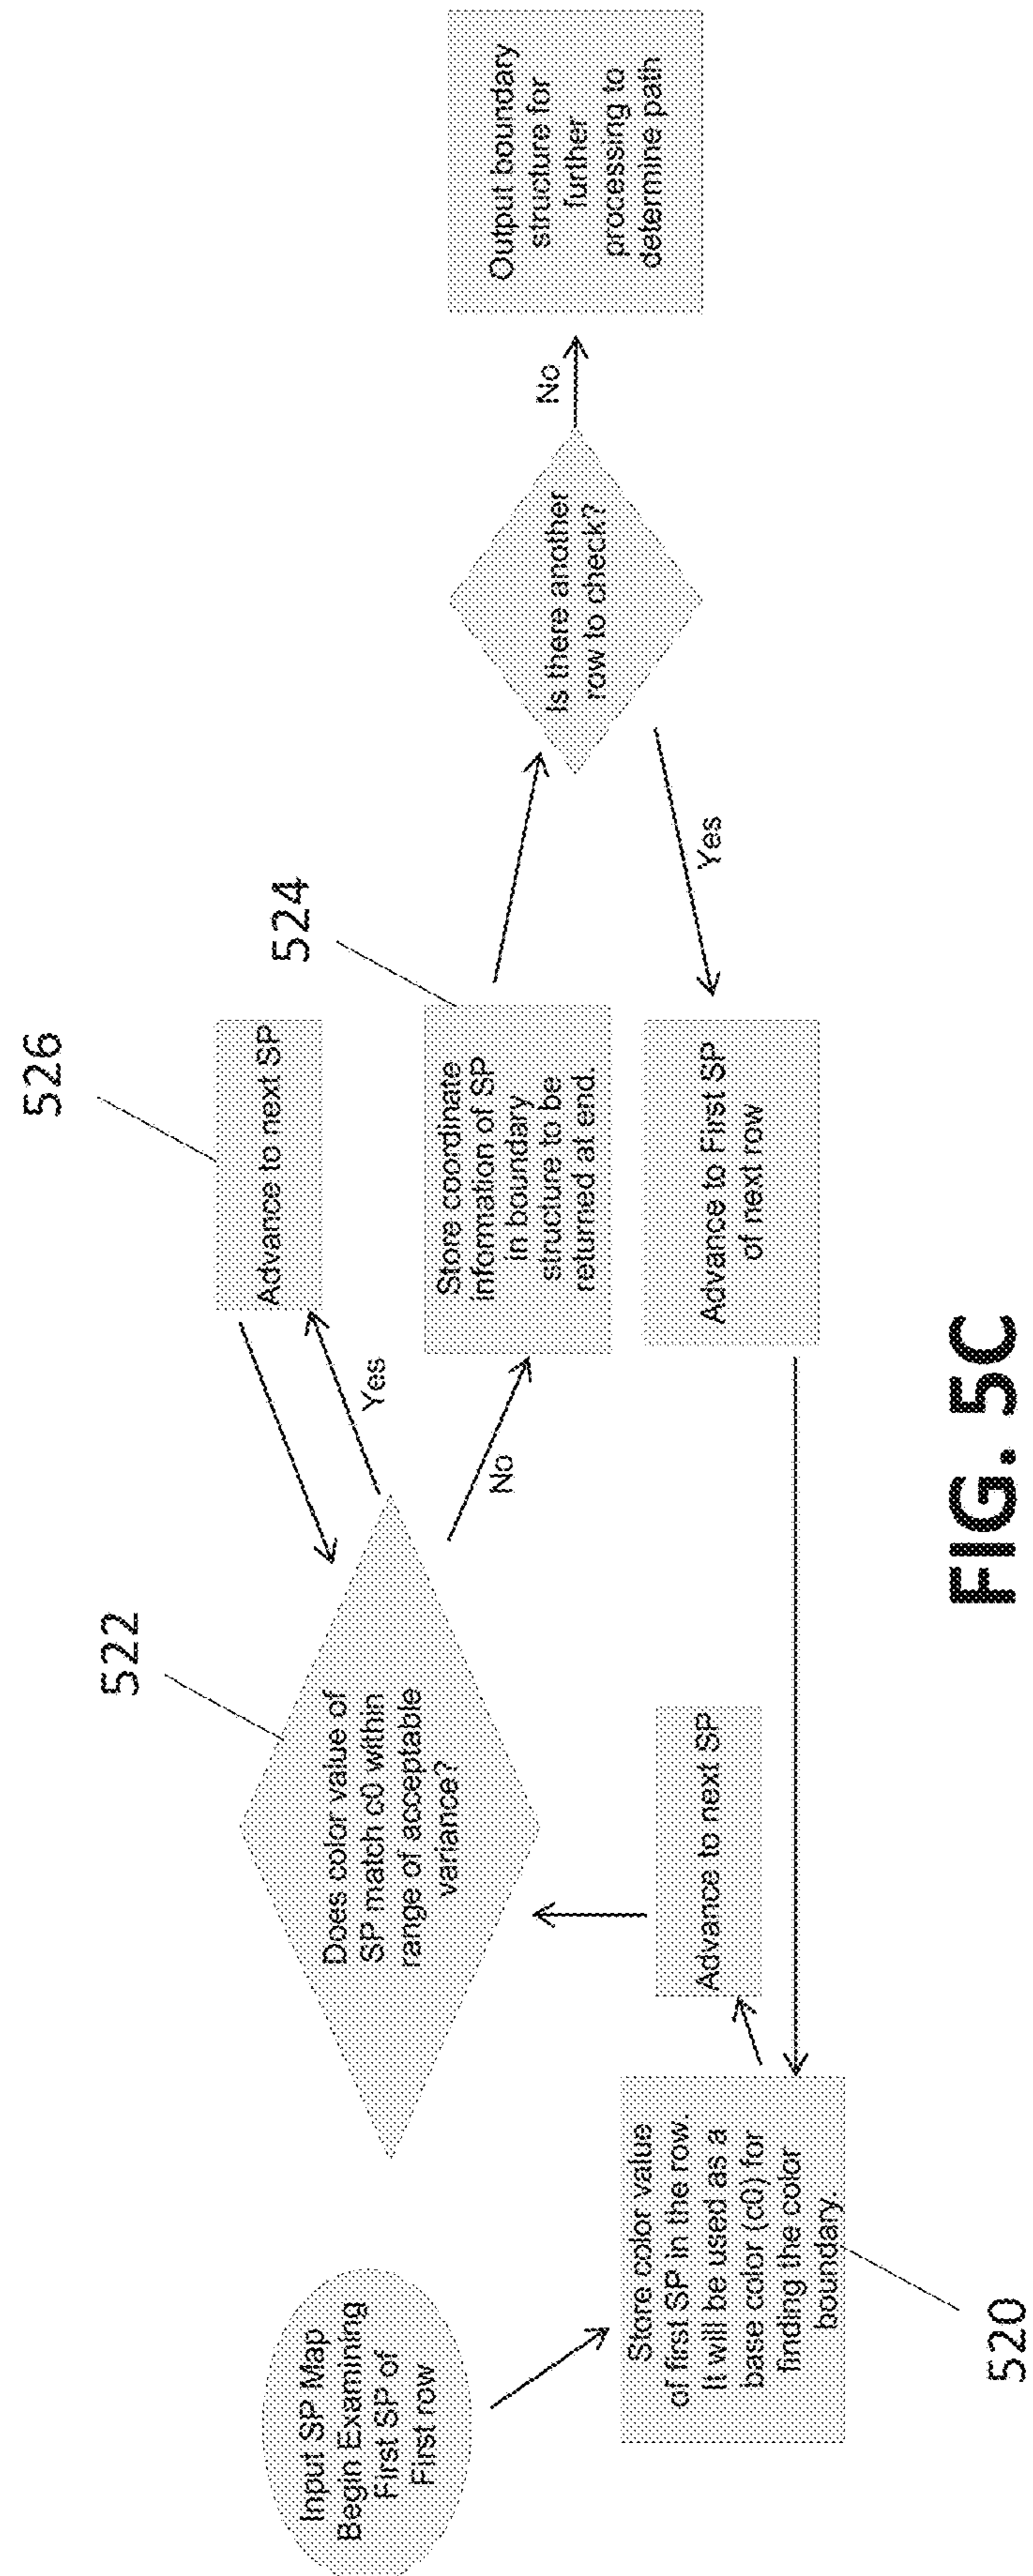 Input SP Map
Begin Examining
First SP of
First row
Store color value
of first SP in the row.
It will be used as a
base color (c0) for
finding the color
boundary.
520
Advance to next SP
Does color value of
SP match c0 within
range of acceptable
variance?
522
Yes
Advance to next SP
526
No
Store coordinate
information of SP
in boundary
structure to be
returned at end.
524
Is there another
row to check?
Yes
Advance to First SP
of next row
No
Output boundary
structure for
further
processing to
determine path
FIG. 5C